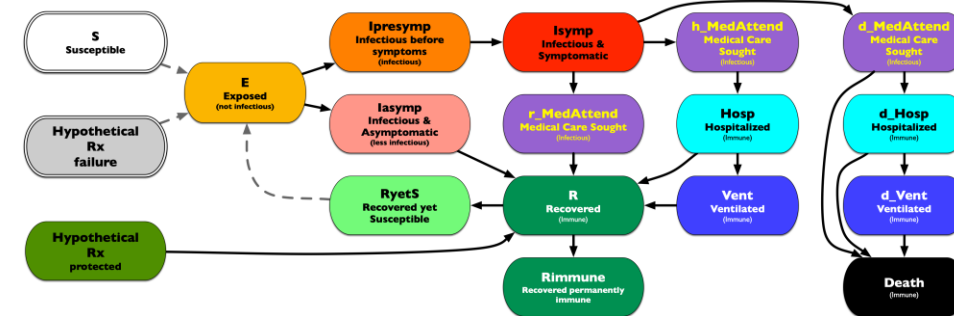 S
Susceptible
Hypothetical
Rx
failure
Hypothetical
Rx
protected
E
Exposed
(not infectious)
Ipresymp
Infectious before
symptoms
(infectious)
Iasymp
Infectious &
Asymptomatic
(less infectious)
RyetS
Recovered yet
Susceptible
Isymp
Infectious &
Symptomatic
r_MedAttend
Medical Care Sought
(Infectious)
R
Recovered
(Immune)
Rimmune
Recovered permanently
immune
h_MedAttend
Medical Care
Sought
(Infectious)
Hosp
Hospitalized
(Immune)
Vent
Ventilated
(Immune)
d_MedAttend
Medical Care
Sought
(Infectious)
d_Hosp
Hospitalized
(Immune)
d_Vent
Ventilated
(Immune)
Death
(Immune)